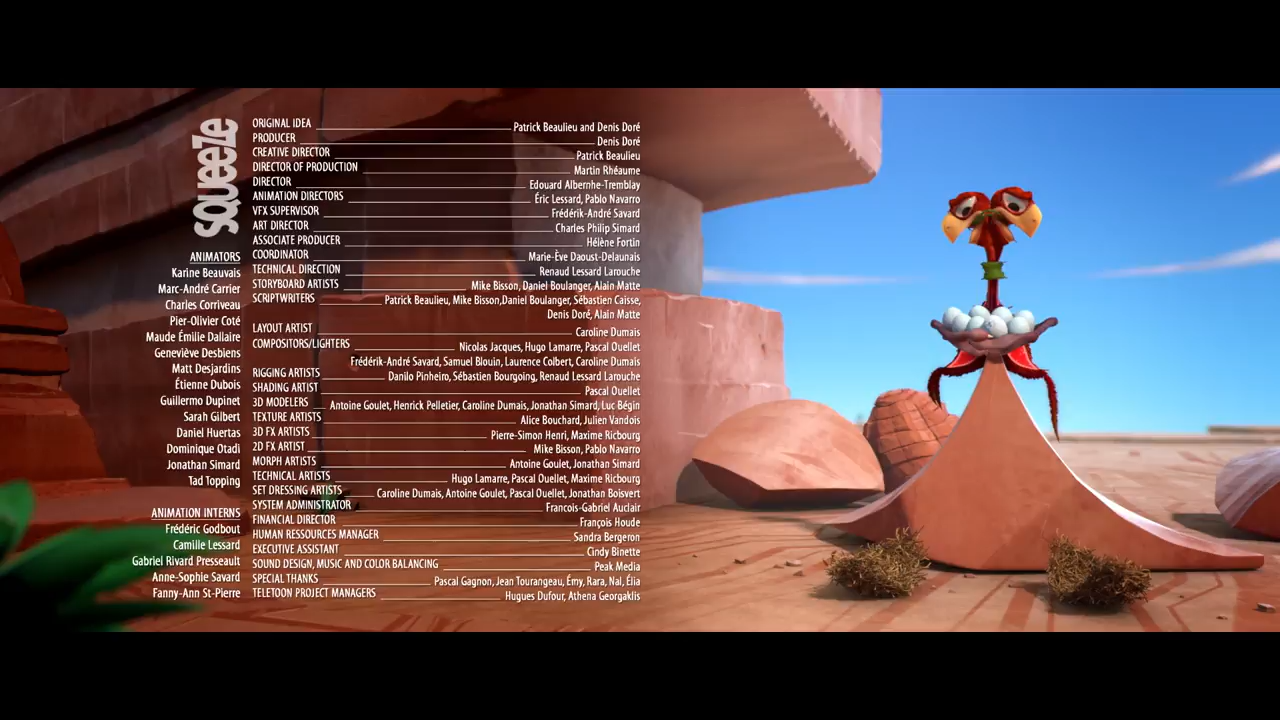 squeeze
ANIMATORS
Karine Beauvais
Marc-André Carrier
Charles Corriveau
Pier-Olivier Coté
Maude Émilie Dallaire
Geneviève Desbiens
Matt Desjardins
Étienne Dubois
Guillermo Dupinet
Sarah Gilbert
Daniel Huertas
Dominique Otadi
Jonathan Simard
Tad Topping
ANIMATION INTERNS
Frédéric Godbout
Camille Lessard
Gabriel Rivard Presseault
Anne-Sophie Savard
Fanny-Ann St-Pierre
ORIGINAL IDEA Patrick Beaulieu and Denis Doré
PRODUCER Denis Doré
CREATIVE DIRECTOR Patrick Beaulieu
DIRECTOR OF PRODUCTION Martin Rhéaume
DIRECTOR Edouard Albernhe-Tremblay
ANIMATION DIRECTORS Éric Lessard, Pablo Navarro
VFX SUPERVISOR Frédérik-André Savard
ART DIRECTOR Charles Philip Simard
ASSOCIATE PRODUCER Hélène Fortin
COORDINATOR Marie-Ève Daoust-Delaunais
TECHNICAL DIRECTION Renaud Lessard Larouche
STORYBOARD ARTISTS Mike Bisson, Daniel Boulanger, Alain Matte
SCRIPTWRITERS Patrick Beaulieu, Mike Bisson,Daniel Boulanger, Sébastien Caisse,
Denis Doré, Alain Matte
LAYOUT ARTIST Caroline Dumais
COMPOSITORS/LIGHTERS Nicolas Jacques, Hugo Lamarre, Pascal Ouellet
Frédérik-André Savard, Samuel Blouin, Laurence Colbert, Caroline Dumais
RIGGING ARTISTS Danilo Pinheiro, Sébastien Bourgoing, Renaud Lessard Larouche
SHADING ARTIST Pascal Ouellet
3D MODELERS Antoine Goulet, Henrick Pelletier, Caroline Dumais, Jonathan Simard, Luc Bégin
TEXTURE ARTISTS Alice Bouchard, Julien Vandois
3D FX ARTISTS Pierre-Simon Henri, Maxime Ricbourg
2D FX ARTIST Mike Bisson, Pablo Navarro
MORPH ARTISTS Antoine Goulet, Jonathan Simard
TECHNICAL ARTISTS Hugo Lamarre, Pascal Ouellet, Maxime Ricbourg
SET DRESSING ARTISTS Caroline Dumais, Antoine Goulet, Pascal Ouellet, Jonathan Boisvert
SYSTEM ADMINISTRATOR Francois-Gabriel Auclair
FINANCIAL DIRECTOR François Houde
HUMAN RESSOURCES MANAGER Sandra Bergeron
EXECUTIVE ASSISTANT Cindy Binette
SOUND DESIGN, MUSIC AND COLOR BALANCING Peak Media
SPECIAL THANKS Pascal Gagnon, Jean Tourangeau, Émy, Rara, Nal, Élia
TELETOON PROJECT MANAGERS Hugues Dufour, Athena Georgaklis